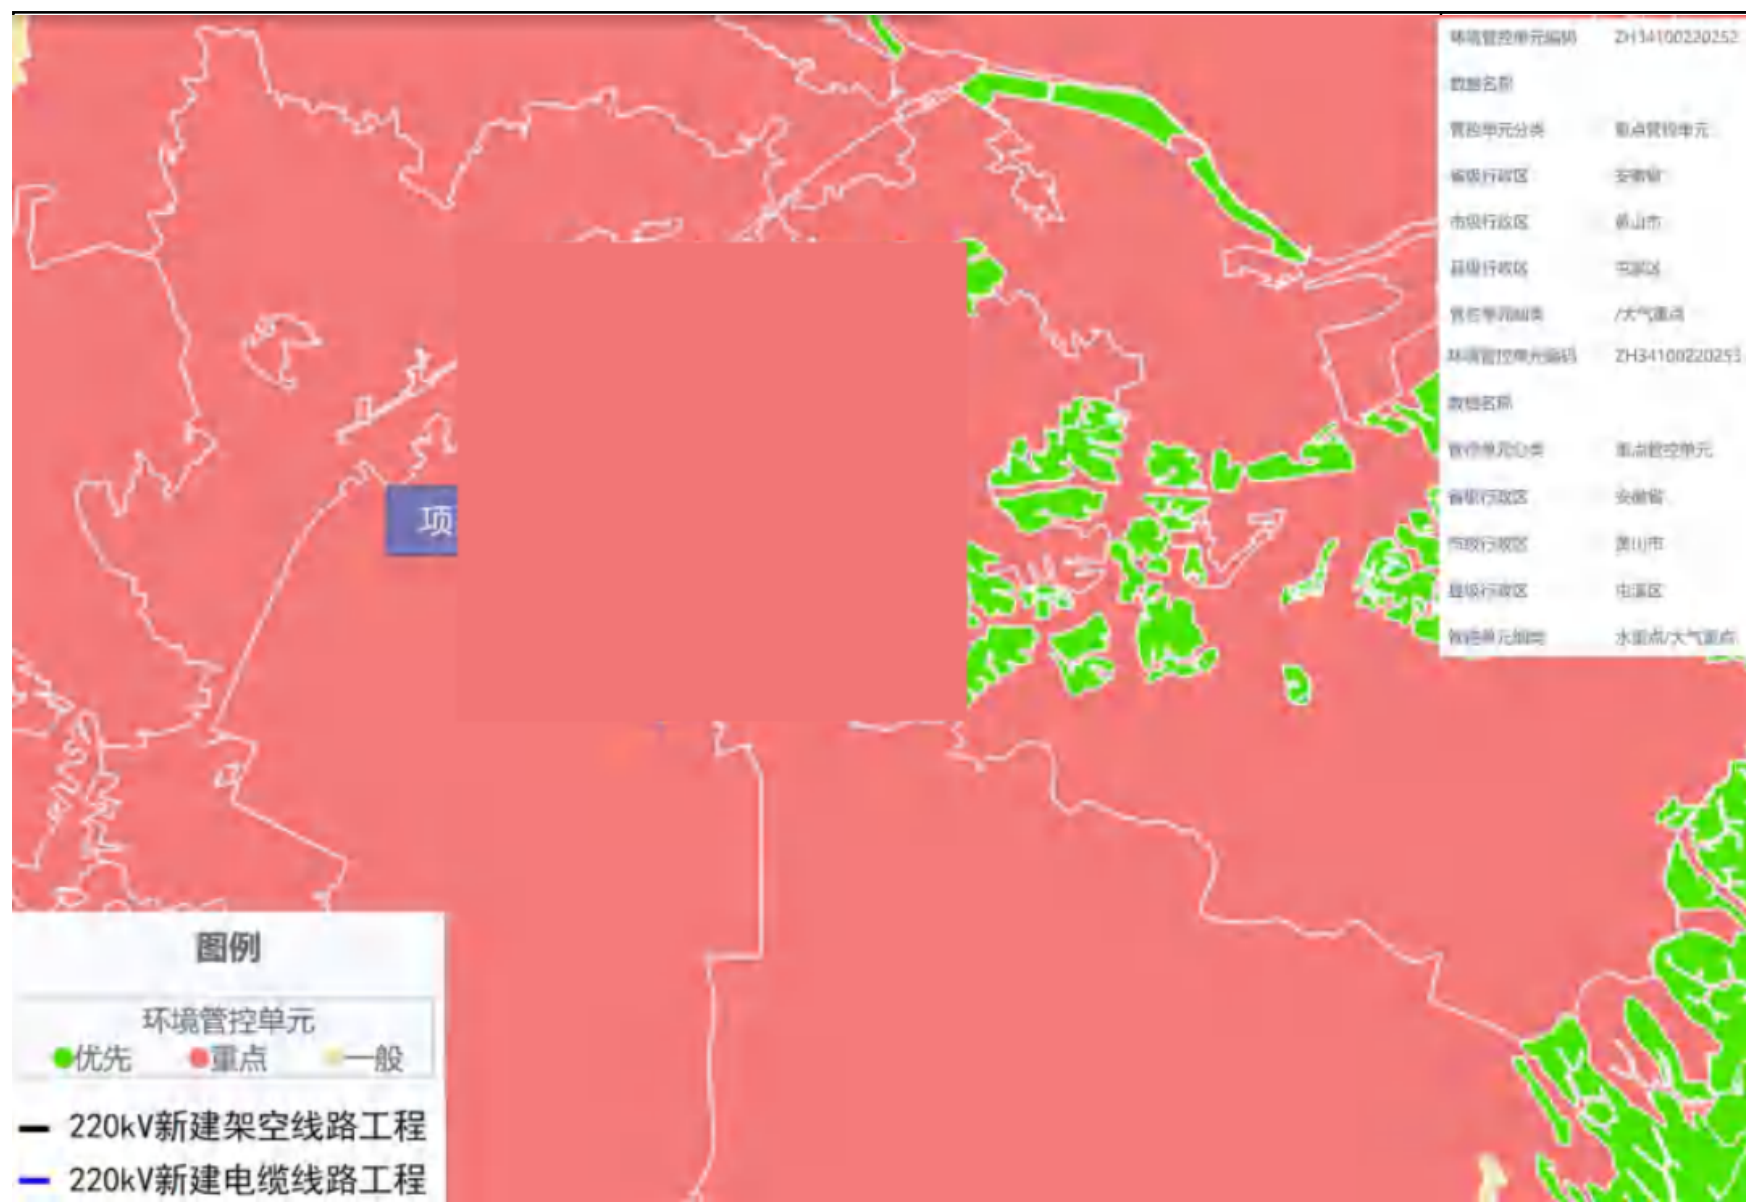 环境管控单元编码 ZH34100220252
数据名称
管控单元分类 重点管控单元
省级行政区 安徽省
市级行政区 黄山市
县级行政区 屯溪区
管控单元细类 /大气重点
环境管控单元编码 ZH34100220253
数据名称
管控单元分类 重点管控单元
省级行政区 安徽省
市级行政区 黄山市
县级行政区 屯溪区
管控单元细类 水重点/大气重点
项
图例
环境管控单元
优先 重点 一般
220kV新建架空线路工程
220kV新建电缆线路工程